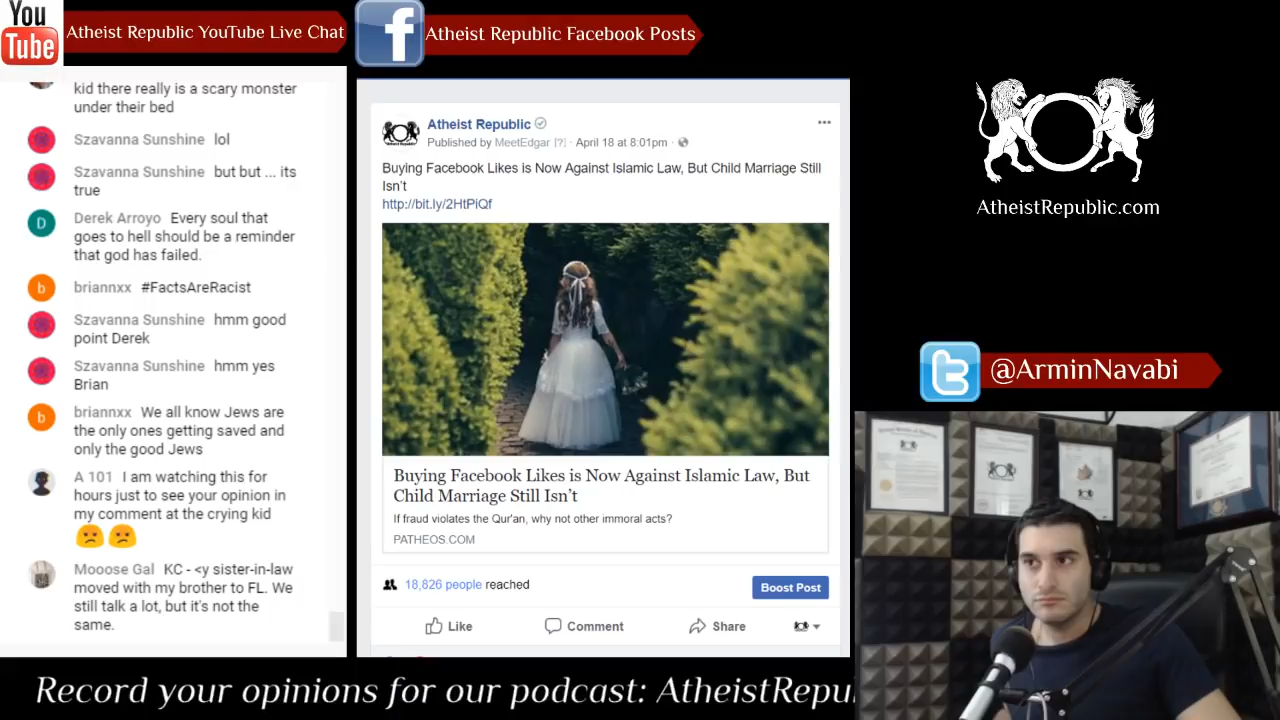 You
Tube
Atheist Republic YouTube Live Chat
kid there really is a scary monster
under their bed
Szavanna Sunshine lol
Szavanna Sunshine but but ... its
true
D
Derek Arroyo Every soul that
goes to hell should be a reminder
that god has failed.
b
briannxx #FactsAreRacist
Szavanna Sunshine hmm good
point Derek
Szavanna Sunshine hmm yes
Brian
b
briannxx We all know Jews are
the only ones getting saved and
only the good Jews
A 101 I am watching this for
hours just to see your opinion in
my comment at the crying kid
Mooose Gal KC - <y sister-in-law
moved with my brother to FL. We
still talk a lot, but it's not the
same.
f
Atheist Republic Facebook Posts
Atheist Republic
Published by MeetEdgar [?] · April 18 at 8:01pm ·
Buying Facebook Likes is Now Against Islamic Law, But Child Marriage Still
Isn't
http://bit.ly/2HtPiQf
Buying Facebook Likes is Now Against Islamic Law, But
Child Marriage Still Isn't
If fraud violates the Qur'an, why not other immoral acts?
PATHEOS.COM
18,826 people reached
Boost Post
Like
Comment
Share
AtheistRepublic.com
@ArminNavabi
Record your opinions for our podcast: AtheistRepu